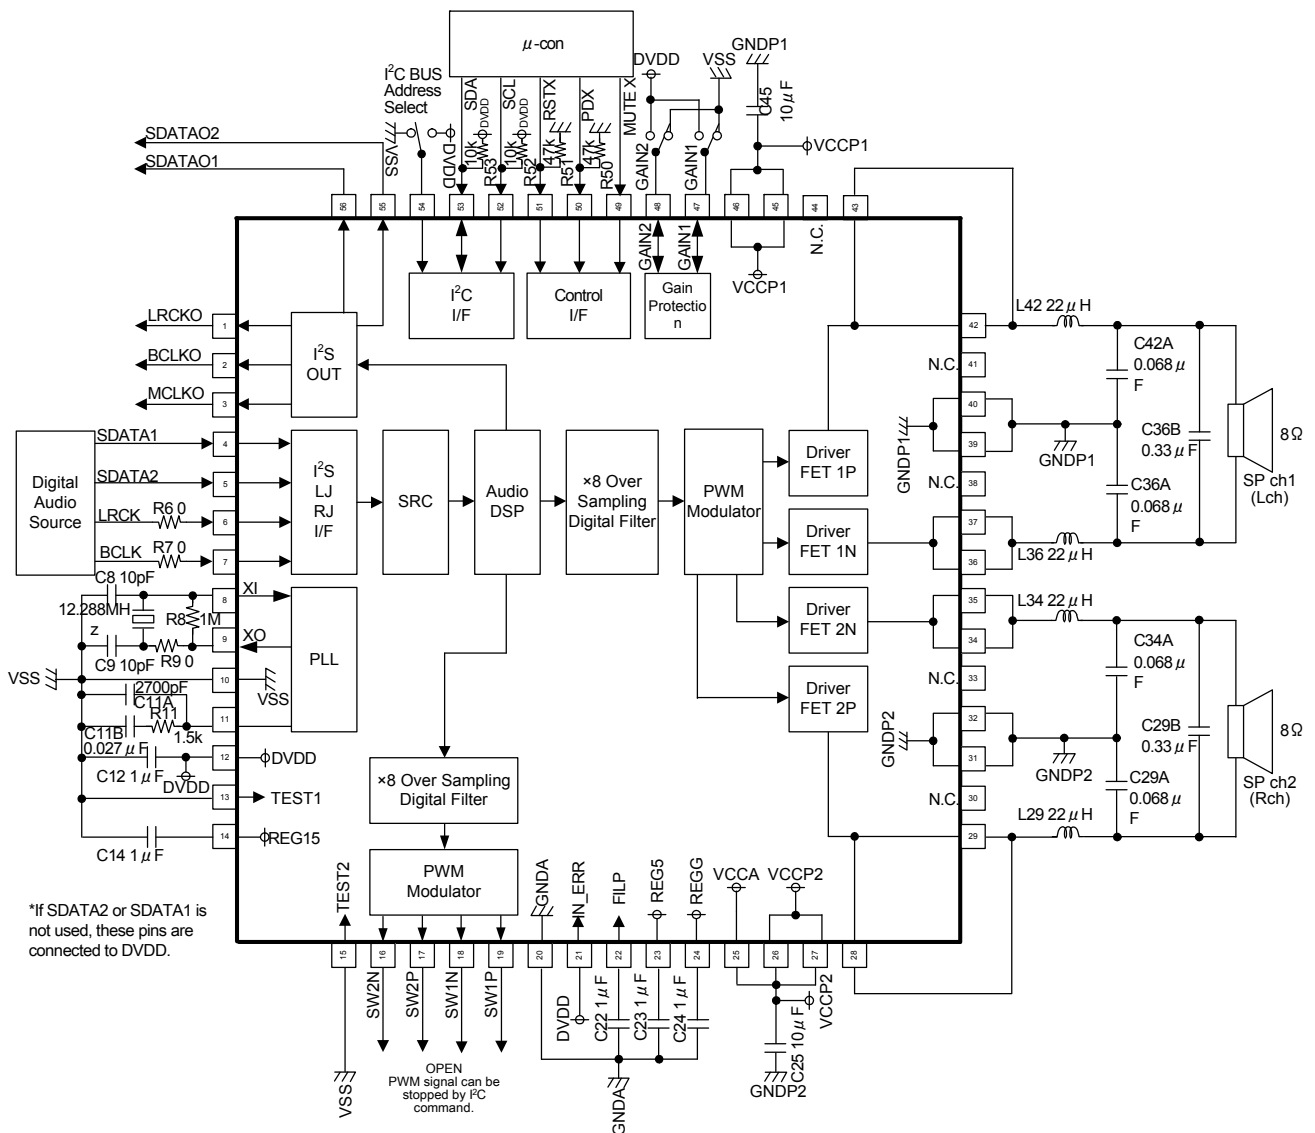 μ-con
I²C BUS
Address
Select
VSS
DVDD
SDA
10k
DVDD
R53
SCL
10k
DVDD
R52
RSTX
47k
R51
PDX
47k
R50
MUTE X
DVDD
VSS
GAIN2
GAIN1
GNDP1
C45
10μF
VCCP1
SDATAO2
SDATAO1
56
55
54
53
52
51
50
49
48
47
46
45
44
43
GAIN2
GAIN1
VCCP1
N.C.
I²C
I/F
Control
I/F
Gain
Protectio
n
LRCKO
1
BCLKO
2
MCLKO
3
I²S
OUT
Digital
Audio
Source
SDATA1
4
SDATA2
5
LRCK
R6 0
6
BCLK
R7 0
7
I²S
LJ
RJ
I/F
SRC
Audio
DSP
×8 Over
Sampling
Digital Filter
PWM
Modulator
Driver
FET 1P
Driver
FET 1N
Driver
FET 2N
Driver
FET 2P
C8 10pF
12.288MH
z
R8
1M
C9 10pF
R9 0
8
XI
9
XO
PLL
VSS
10
VSS
2700pF
C11A
R11
1.5k
C11B
0.027μF
11
C12 1μF
DVDD
12
DVDD
13
TEST1
C14 1μF
14
REG15
×8 Over Sampling
Digital Filter
PWM
Modulator
*If SDATA2 or SDATA1 is
not used, these pins are
connected to DVDD.
42
L42 22μH
N.C.
41
40
GNDP1
39
GNDP1
N.C.
38
37
36
L36 22μH
C42A
0.068μ
F
C36B
0.33μF
C36A
0.068μ
F
8Ω
SP ch1
(Lch)
35
L34 22μH
34
N.C.
33
32
GNDP2
31
GNDP2
N.C.
30
29
L29 22μH
C34A
0.068μ
F
C29B
0.33μF
C29A
0.068μ
F
8Ω
SP ch2
(Rch)
TEST2
GNDA
IN_ERR
FILP
REG5
REGG
VCCA
VCCP2
15
16
17
18
19
20
21
22
23
24
25
26
27
28
VSS
SW2N
SW2P
SW1N
SW1P
OPEN
PWM signal can be
stopped by I²C
command.
DVDD
C22 1μF
C23 1μF
C24 1μF
GNDA
C25 10μF
VCCP2
GNDP2